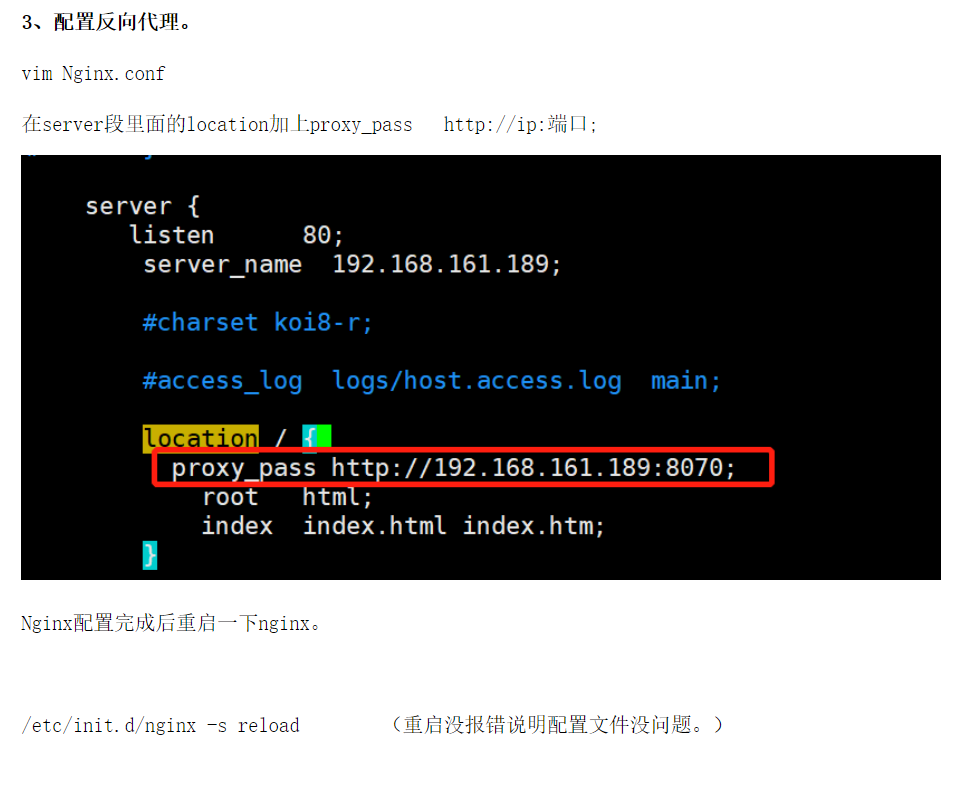 3、配置反向代理。
vim Nginx.conf
在server段里面的location加上proxy_pass http://ip:端口;
server {
listen 80;
server_name 192.168.161.189;
#charset koi8-r;
#access_log logs/host.access.log main;
location / {
proxy_pass http://192.168.161.189:8070;
root html;
index index.html index.htm;
}
Nginx配置完成后重启一下nginx。
/etc/init.d/nginx -s reload （重启没报错说明配置文件没问题。）